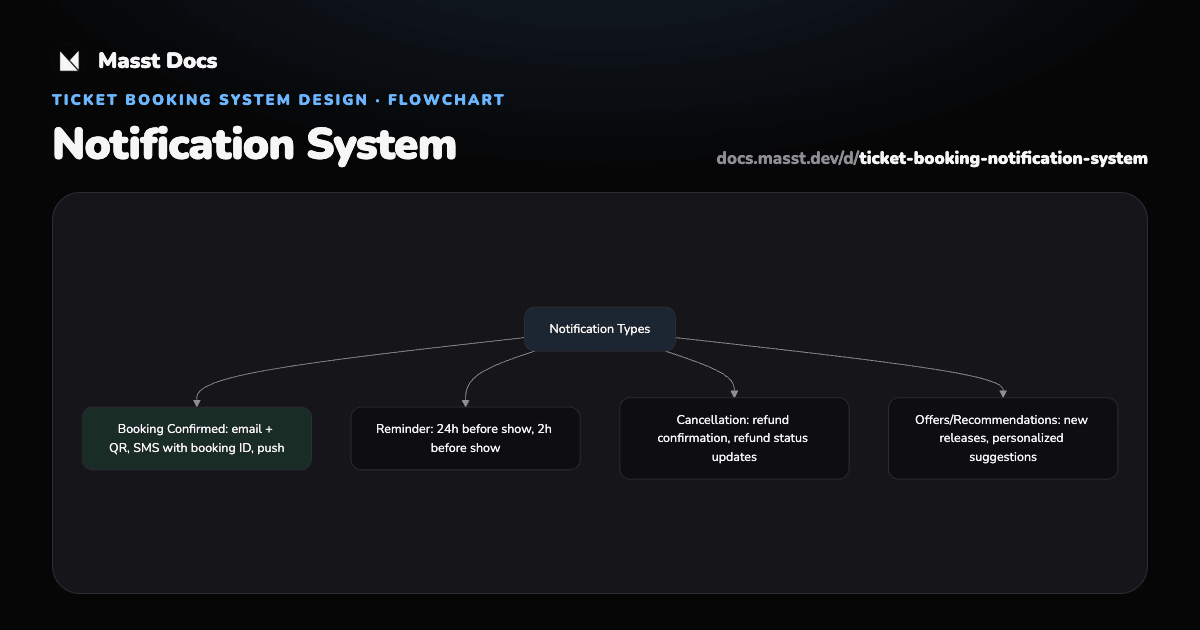 Masst Docs
TICKET BOOKING SYSTEM DESIGN · FLOWCHART
Notification System
docs.masst.dev/d/ticket-booking-notification-system
Notification Types
Booking Confirmed: email +
QR, SMS with booking ID, push
Reminder: 24h before show, 2h
before show
Cancellation: refund
confirmation, refund status
updates
Offers/Recommendations: new
releases, personalized
suggestions